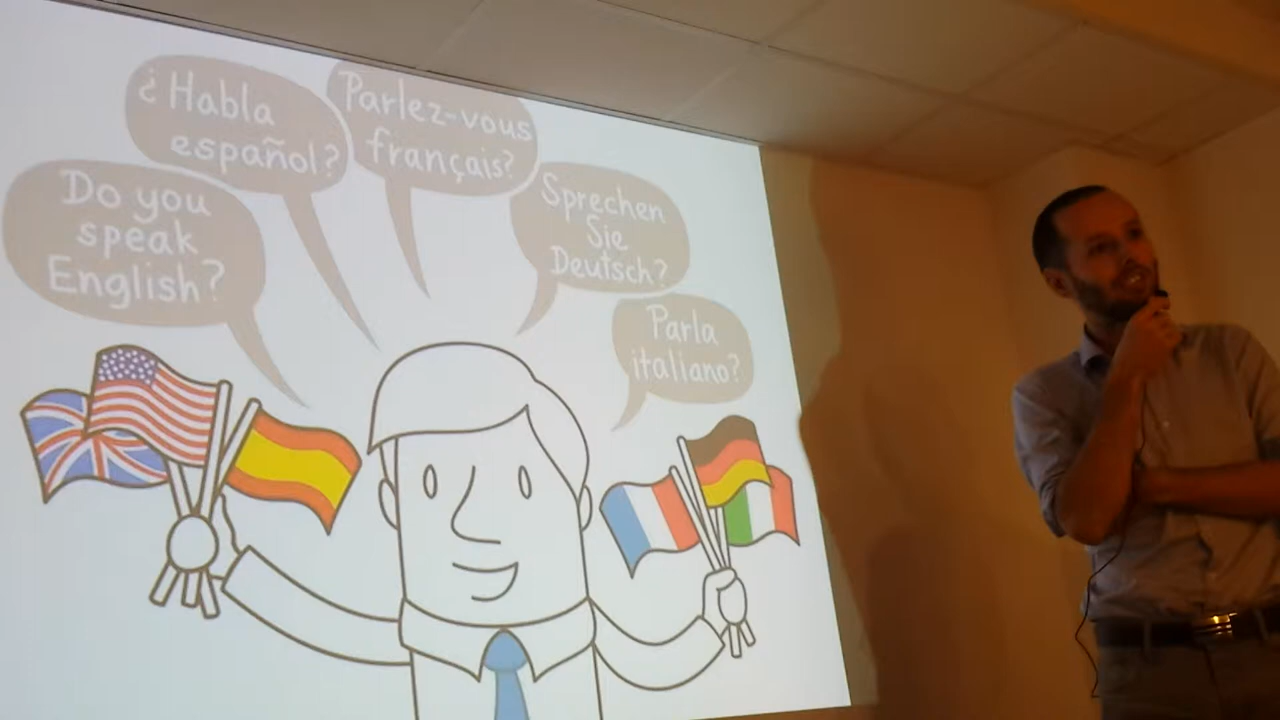 Do you
speak
English?
¿Habla
español?
Parlez-vous
français?
Sprechen
Sie
Deutsch?
Parla
italiano?